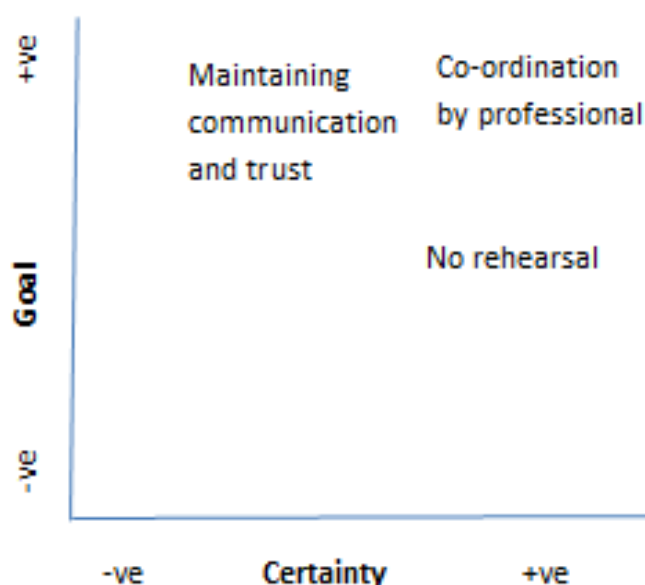 +ve
Maintaining
communication
and trust
Co-ordination
by professional
No rehearsal
Goal
-ve
-ve
Certainty
+ve